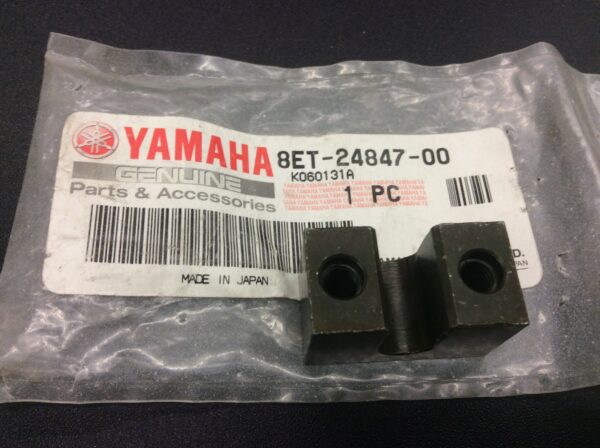 YAMAHA 8ET-24847-00
GENUINE K060131A
Parts & Accessories 1 PC
MADE IN JAPAN